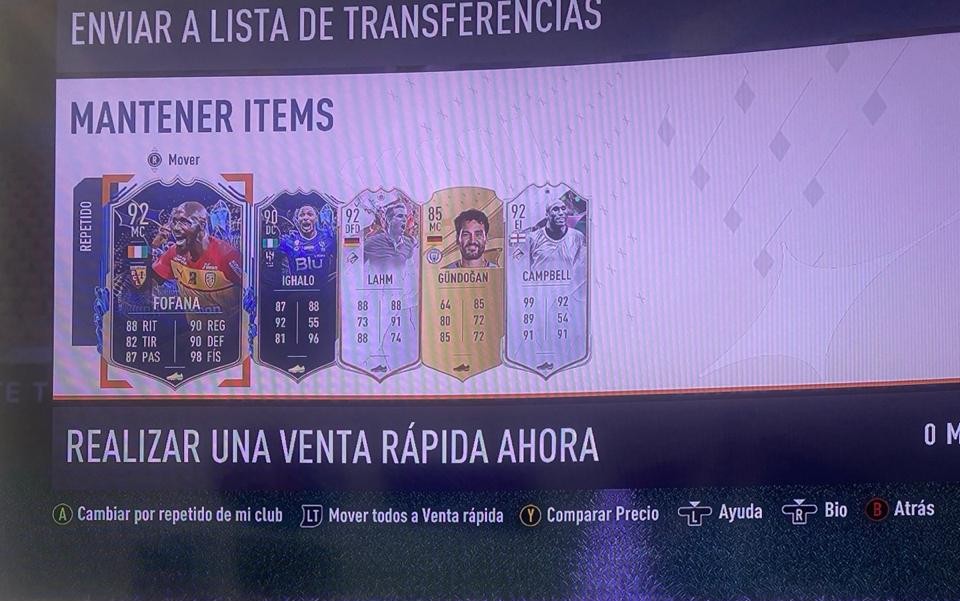 ENVIAR A LISTA DE TRANSFERENCIAS
MANTENER ITEMS
R Mover
REPETIDO
92
MC
FOFANA
88 RIT 90 REG
82 TIR 90 DEF
87 PAS 98 FÍS
90
DC
Blu
IGHALO
87 88
92 55
81 96
92
DFD
LAHM
88 88
73 91
88 74
85
MC
GÜNDOĞAN
64 85
80 72
85 72
92
EI
CAMPBELL
99 92
89 54
91 91
REALIZAR UNA VENTA RÁPIDA AHORA
0 M
A Cambiar por repetido de mi club LT Mover todos a Venta rápida Y Comparar Precio L Ayuda R Bio B Atrás